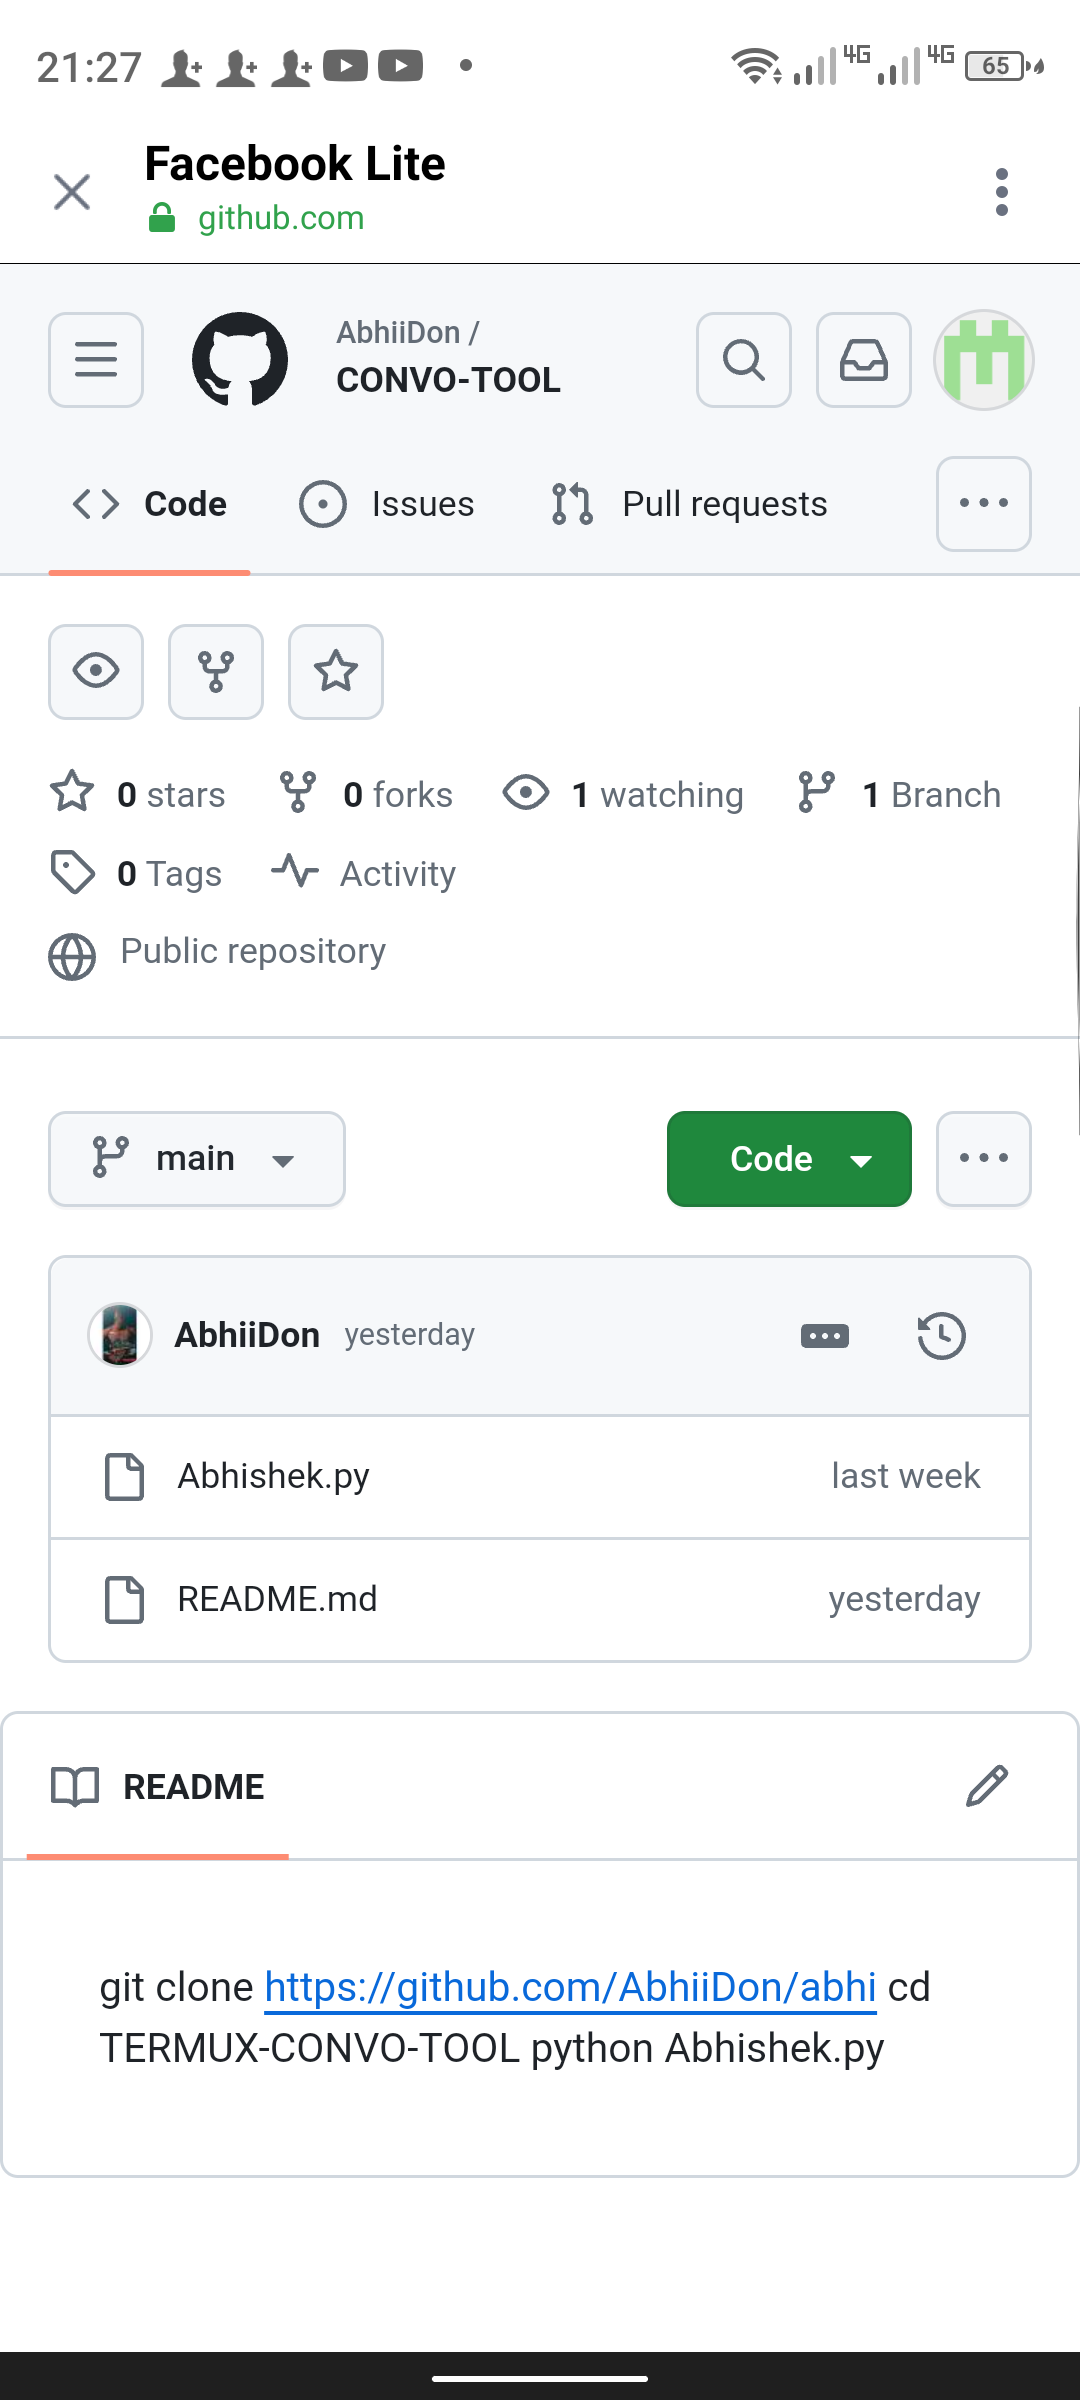 21:27
4G 4G 65
Facebook Lite
github.com
AbhiiDon /
CONVO-TOOL
Code Issues Pull requests
0 stars 0 forks 1 watching 1 Branch
0 Tags Activity
Public repository
main Code
AbhiiDon yesterday
Abhishek.py last week
README.md yesterday
README
git clone https://github.com/AbhiiDon/abhi cd
TERMUX-CONVO-TOOL python Abhishek.py